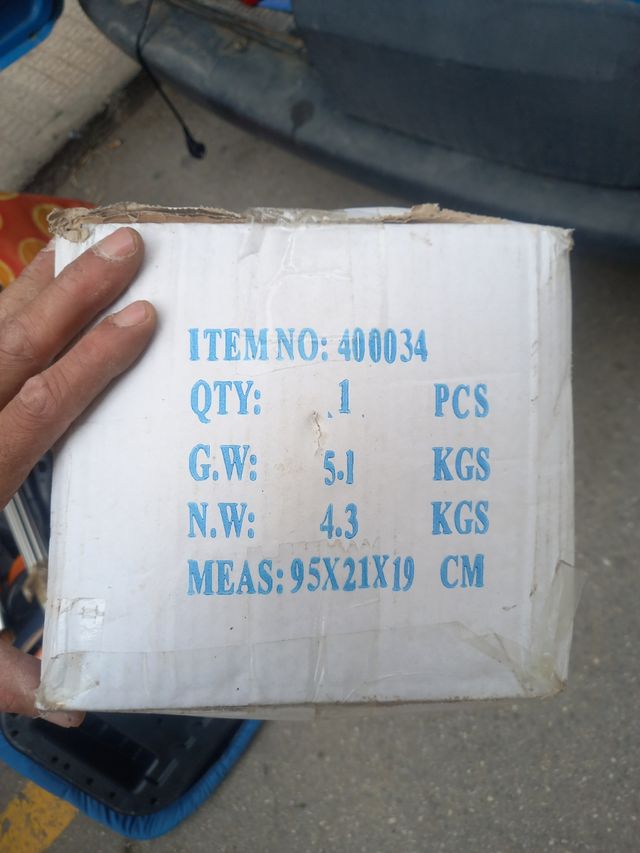 ITEM NO: 400034
QTY: 1 PCS
G.W: 5.1 KGS
N.W: 4.3 KGS
MEAS: 95X21X19 CM